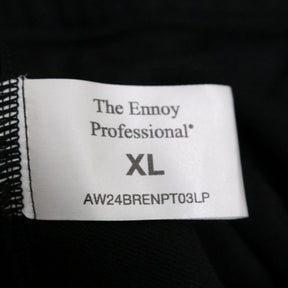 The Ennoy
Professional®
XL
AW24BRENPT03LP